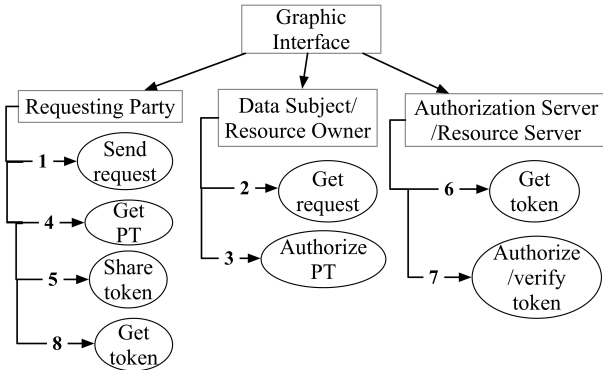 Graphic
Interface
Requesting Party
1
Send
request
4
Get
PT
5
Share
token
8
Get
token
Data Subject/
Resource Owner
2
Get
request
3
Authorize
PT
Authorization Server
/Resource Server
6
Get
token
7
Authorize
/verify
token